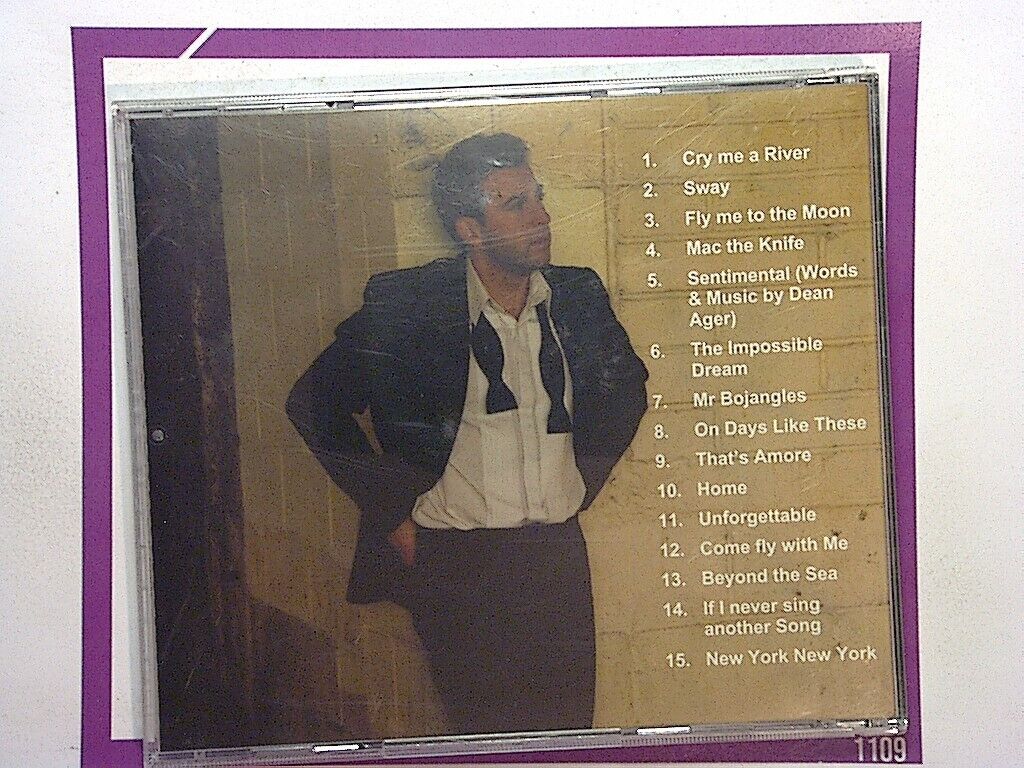 1. Cry me a River
2. Sway
3. Fly me to the Moon
4. Mac the Knife
5. Sentimental (Words
& Music by Dean
Ager)
6. The Impossible
Dream
7. Mr Bojangles
8. On Days Like These
9. That's Amore
10. Home
11. Unforgettable
12. Come fly with Me
13. Beyond the Sea
14. If I never sing
another Song
15. New York New York
1109